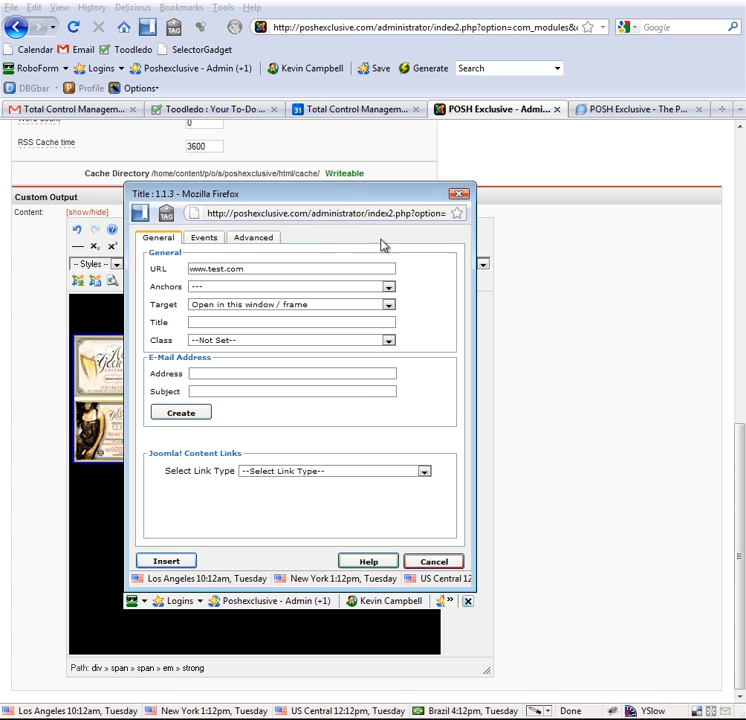 File Edit View History Delicious Bookmarks Tools Help
TAG http://poshexclusive.com/administrator/index2.php?option=com_modules&c Google
Calendar Email Toodledo SelectorGadget
RoboForm Logins Poshexclusive - Admin (+1) Kevin Campbell Save Generate Search
DBGbar Profile Options
Total Control Managem... Toodledo : Your To-Do ... 31 Total Control Managem... POSH Exclusive - Admi... POSH Exclusive - The P...
Word Count 0
RSS Cache time 3600
Cache Directory /home/content/p/o/s/poshexclusive/html/cache/ Writeable
Custom Output
Content: [show/hide]
-- Styles --
Title : 1.1.3 - Mozilla Firefox
TAG http://poshexclusive.com/administrator/index2.php?option=
General Events Advanced
General
URL www.test.com
Anchors ---
Target Open in this window / frame
Title
Class --Not Set--
E-Mail Address
Address
Subject
Create
Joomla! Content Links
Select Link Type --Select Link Type--
Insert Help Cancel
Los Angeles 10:12am, Tuesday New York 1:12pm, Tuesday US Central 12
Logins Poshexclusive - Admin (+1) Kevin Campbell
Path: div » span » span » em » strong
Los Angeles 10:12am, Tuesday New York 1:12pm, Tuesday US Central 12:12pm, Tuesday Brazil 4:12pm, Tuesday Done YSlow